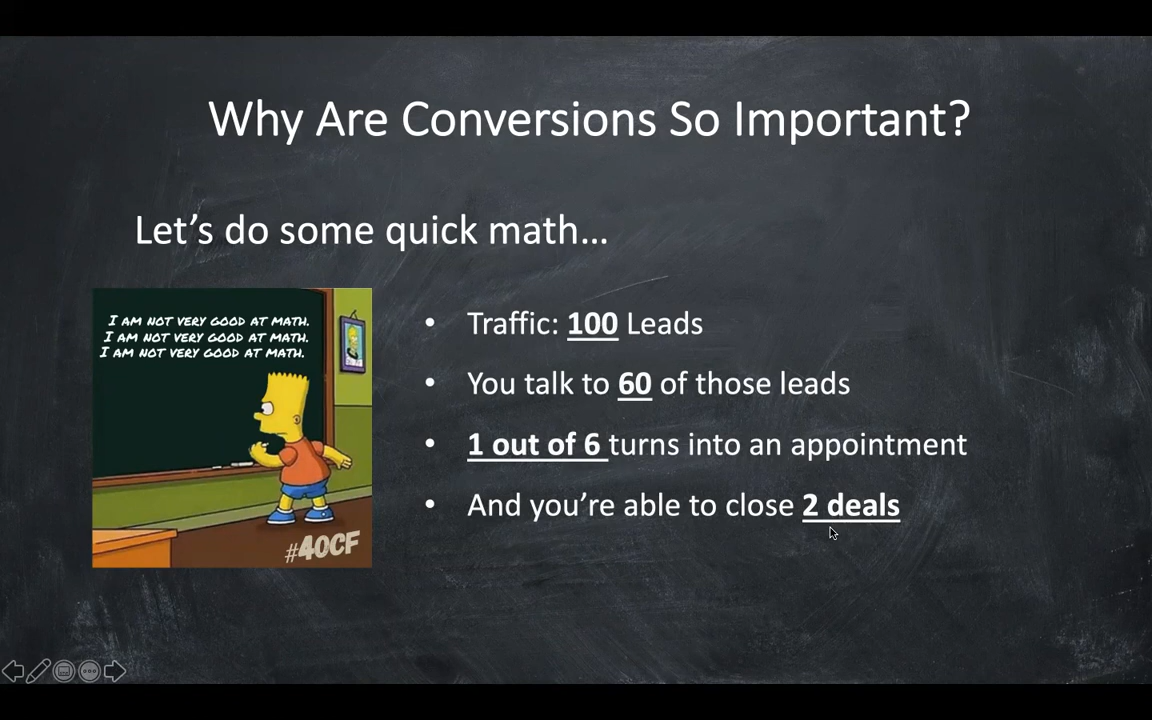 Why Are Conversions So Important?
Let's do some quick math...
I AM NOT VERY GOOD AT MATH.
I AM NOT VERY GOOD AT MATH.
I AM NOT VERY GOOD AT MATH.
#40CF
• Traffic: 100 Leads
• You talk to 60 of those leads
• 1 out of 6 turns into an appointment
• And you're able to close 2 deals